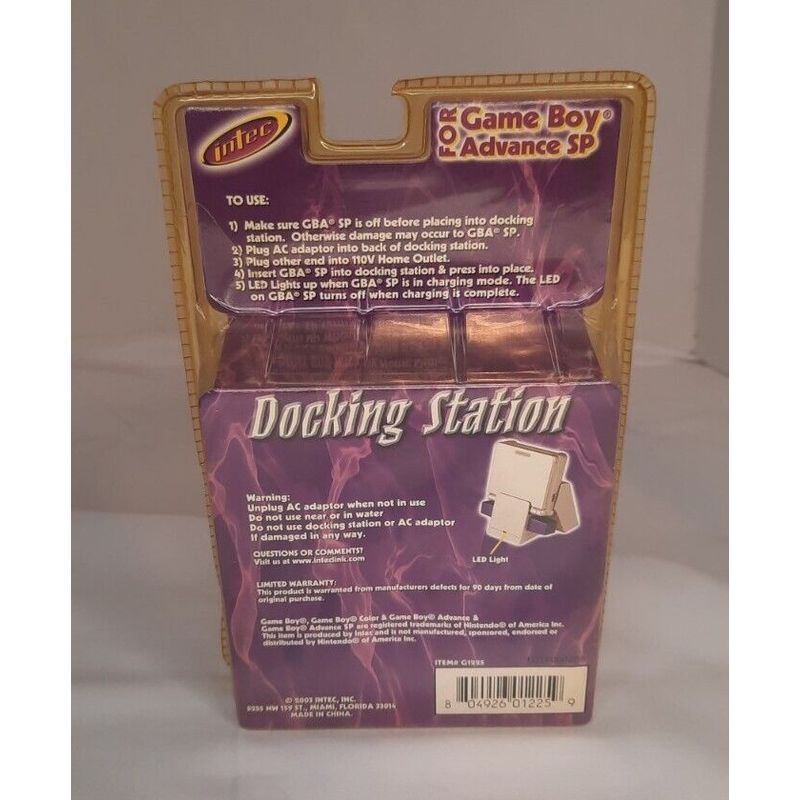 intec
FOR Game Boy®
Advance SP
TO USE:
1) Make sure GBA® SP is off before placing into docking
station. Otherwise damage may occur to GBA® SP.
2) Plug AC adaptor into back of docking station.
3) Plug other end into 110V Home Outlet.
4) Insert GBA® SP into docking station & press into place.
5) LED Lights up when GBA® SP is in charging mode. The LED
on GBA® SP turns off when charging is complete.
Docking Station
Warning:
Unplug AC adaptor when not in use
Do not use near or in water
Do not use docking station or AC adaptor
If damaged in any way.
LED Light
QUESTIONS OR COMMENTS?
Visit us at www.inteclink.com
LIMITED WARRANTY:
This product is warranted from manufacturers defects for 90 days from date of
original purchase.
Game Boy®, Game Boy® Color & Game Boy® Advance &
Game Boy® Advance SP are registered trademarks of Nintendo® of America Inc.
This item is produced by Intec and is not manufactured, sponsored, endorsed or
distributed by Nintendo® of America Inc.
ITEM# G1225
© 2003 INTEC, INC.
NW 159 ST., MIAMI, FLORIDA 33014
MADE IN CHINA.
8 04926 01225 9